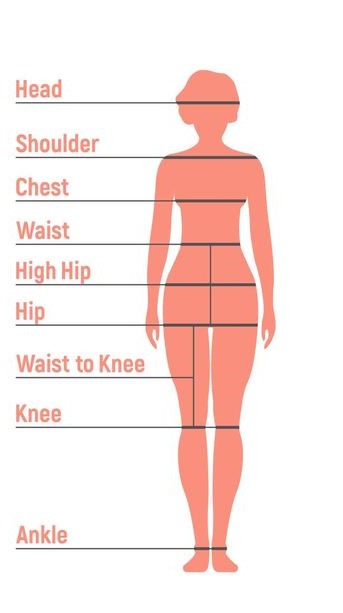 Head
Shoulder
Chest
Waist
High Hip
Hip
Waist to Knee
Knee
Ankle